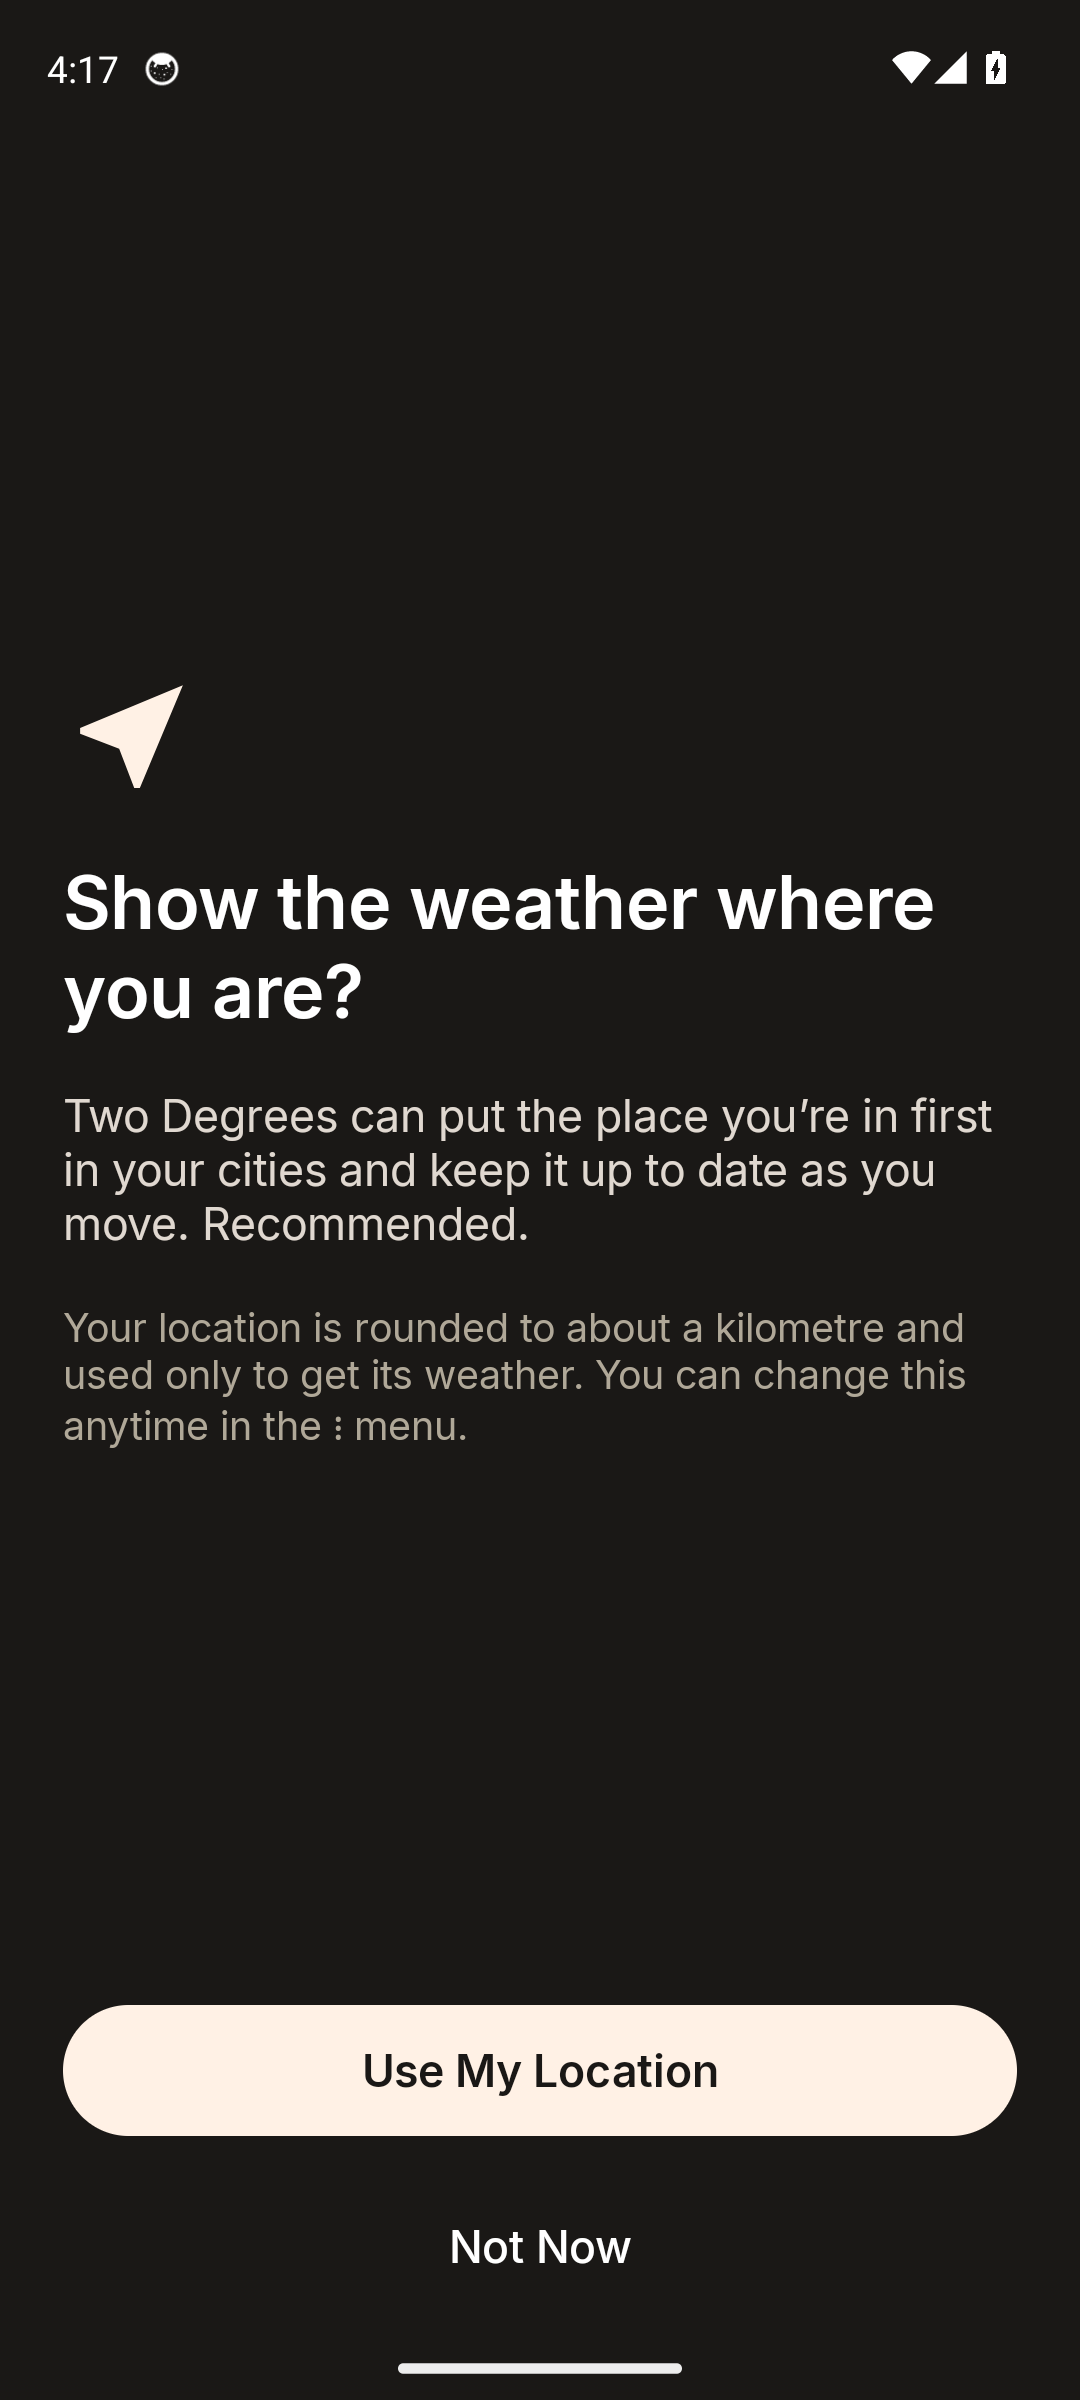 4:17
Show the weather where
you are?
Two Degrees can put the place you’re in first
in your cities and keep it up to date as you
move. Recommended.
Your location is rounded to about a kilometre and
used only to get its weather. You can change this
anytime in the ⋮ menu.
Use My Location
Not Now